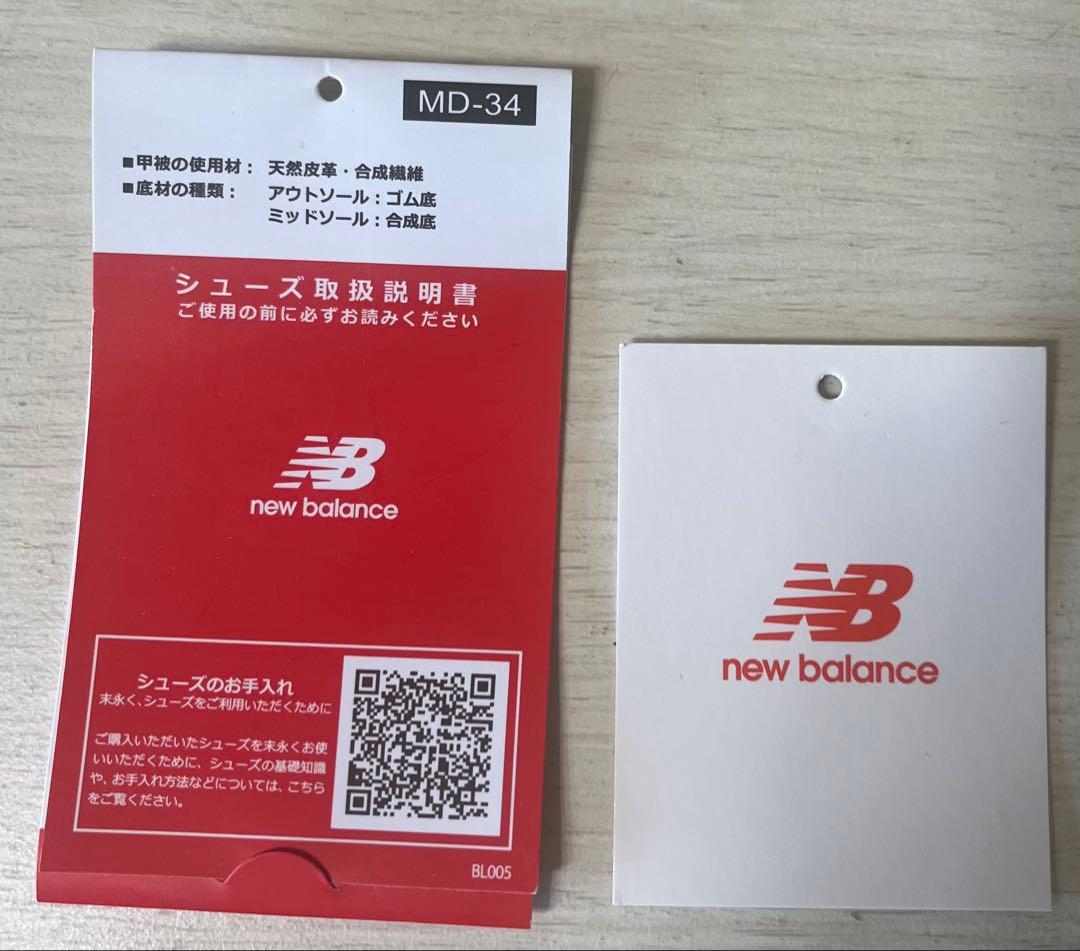 MD-34
■甲被の使用材： 天然皮革・合成繊維
■底材の種類： アウトソール：ゴム底
ミッドソール：合成底
シューズ取扱説明書
ご使用の前に必ずお読みください
NB
new balance
シューズのお手入れ
末永く、シューズをご利用いただくために
ご購入いただいたシューズを末永くお使
いいただくために、シューズの基礎知識
や、お手入れ方法などについては、こちら
をご覧ください。
BL005
NB
new balance